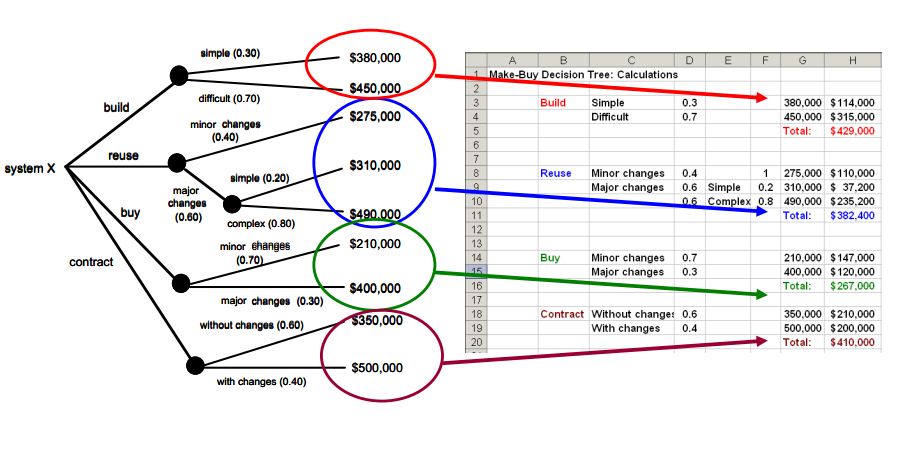 simple (0.30)
$380,000
$450,000
build
difficult (0.70)
$275,000
minor changes
(0.40)
reuse
system X
simple (0.20)
$310,000
major
changes
(0.60)
buy
$490,000
complex (0.80)
minor changes
(0.70)
$210,000
contract
$400,000
major changes (0.30)
without changes (0.60)
$350,000
$500,000
with changes (0.40)
A B C D E F G H
1 Make-Buy Decision Tree: Calculations
2
3 Build Simple 0.3 380,000 $114,000
4 Difficult 0.7 450,000 $315,000
5 Total: $429,000
6
7
8 Reuse Minor changes 0.4 1 275,000 $110,000
9 Major changes 0.6 Simple 0.2 310,000 $ 37,200
10 0.6 Complex 0.8 490,000 $235,200
11 Total: $382,400
12
13
14 Buy Minor changes 0.7 210,000 $147,000
15 Major changes 0.3 400,000 $120,000
16 Total: $267,000
17
18 Contract Without changes 0.6 350,000 $210,000
19 With changes 0.4 500,000 $200,000
20 Total: $410,000